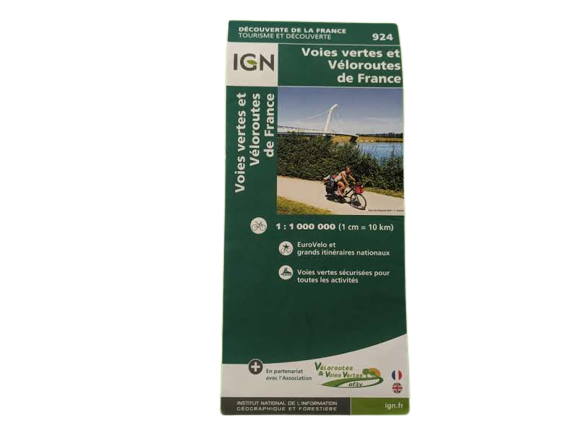 DÉCOUVERTE DE LA FRANCE
TOURISME ET DÉCOUVERTE
924
IGN
Voies vertes et
Véloroutes
de France
Voies vertes et
Véloroutes
de France
1 : 1 000 000 (1 cm = 10 km)
EuroVelo et
grands itinéraires nationaux
Voies vertes sécurisées pour
toutes les activités
En partenariat
avec l'Association
Véloroutes
& Voies Vertes
af3v
INSTITUT NATIONAL DE L'INFORMATION
GÉOGRAPHIQUE ET FORESTIÈRE
ign.fr